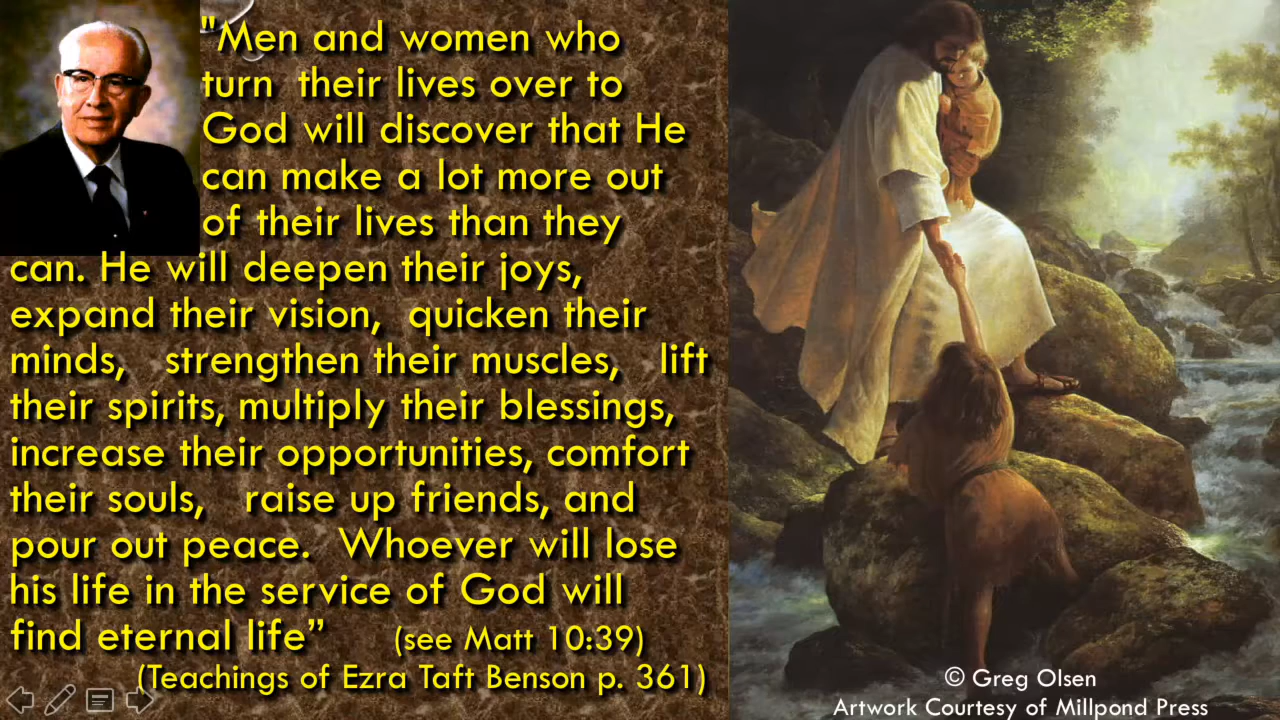 "Men and women who
turn their lives over to
God will discover that He
can make a lot more out
of their lives than they
can. He will deepen their joys,
expand their vision, quicken their
minds, strengthen their muscles, lift
their spirits, multiply their blessings,
increase their opportunities, comfort
their souls, raise up friends, and
pour out peace. Whoever will lose
his life in the service of God will
find eternal life” (see Matt 10:39)
(Teachings of Ezra Taft Benson p. 361)
© Greg Olsen
Artwork Courtesy of Millpond Press